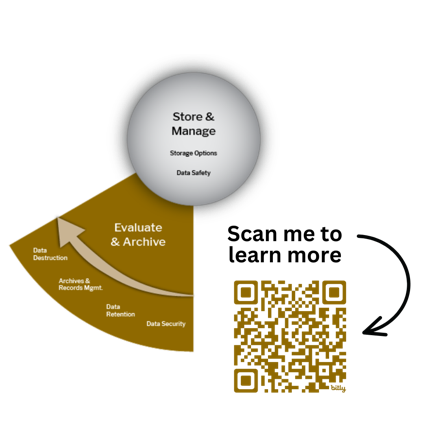 Store &
Manage
Storage Options
Data Safety
Evaluate
& Archive
Data
Destruction
Archives &
Records Mgmt.
Data
Retention
Data Security
Scan me to
learn more
bitly